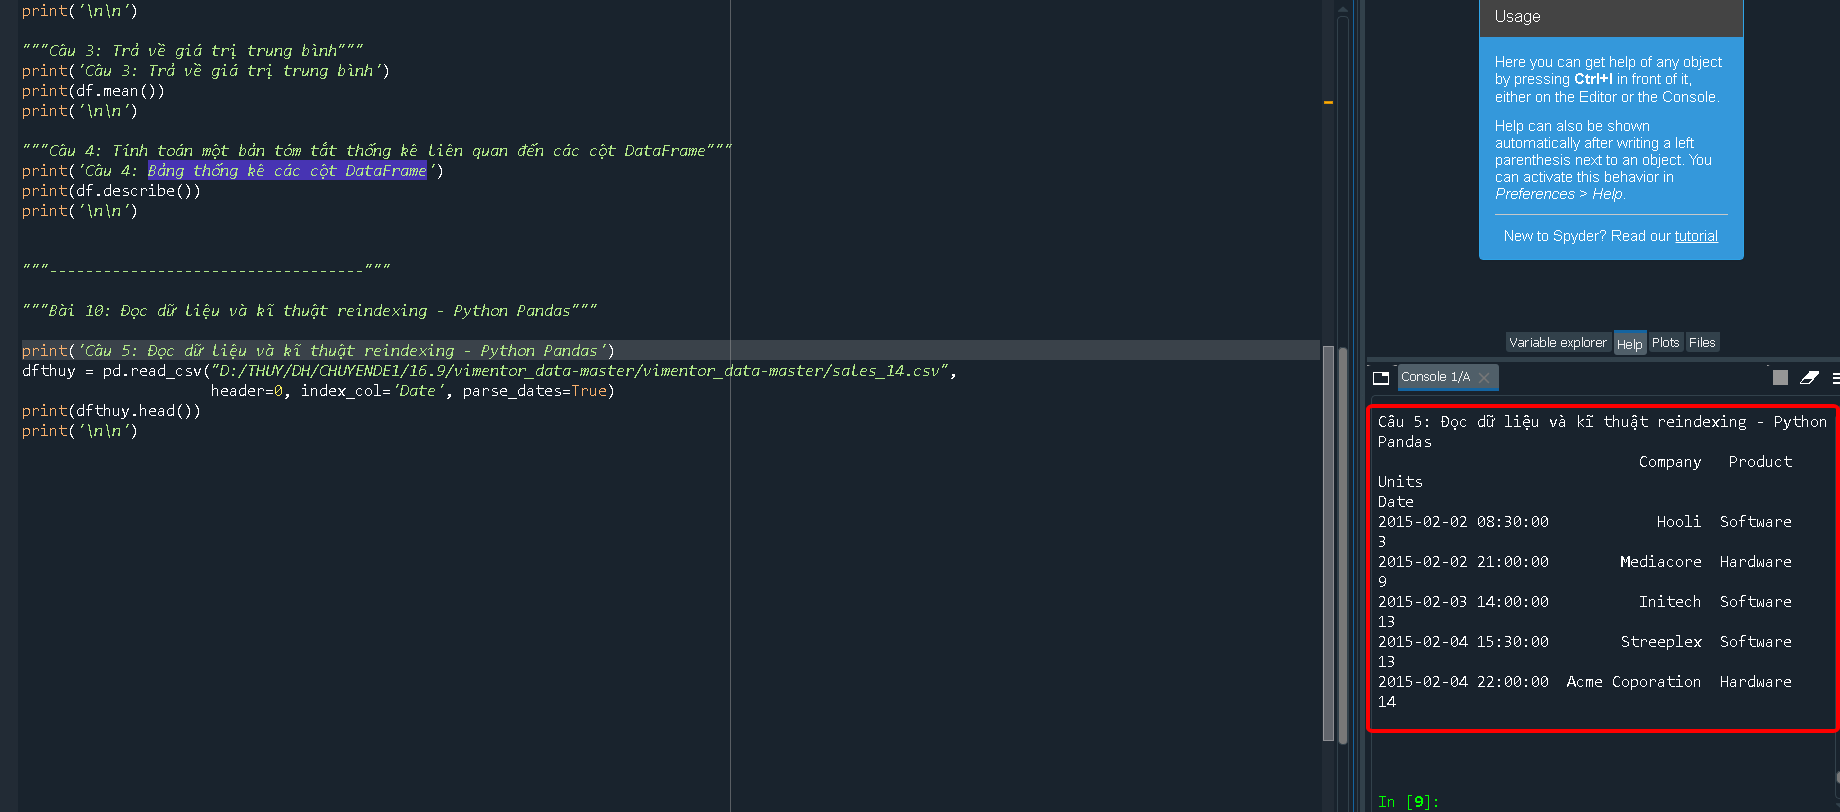 print('\n\n')
"""Câu 3: Trả về giá trị trung bình"""
print('Câu 3: Trả về giá trị trung bình')
print(df.mean())
print('\n\n')
"""Câu 4: Tính toán một bản tóm tắt thống kê liên quan đến các cột DataFrame"""
print('Câu 4: Bảng thống kê các cột DataFrame')
print(df.describe())
print('\n\n')
"""-----------------------------------"""
"""Bài 10: Đọc dữ liệu và kĩ thuật reindexing - Python Pandas"""
print('Câu 5: Đọc dữ liệu và kĩ thuật reindexing - Python Pandas')
dfthuy = pd.read_csv("D:/THUY/DH/CHUYENDE1/16.9/vimentor_data-master/vimentor_data-master/sales_14.csv",
header=0, index_col='Date', parse_dates=True)
print(dfthuy.head())
print('\n\n')
Usage
Here you can get help of any object
by pressing Ctrl+I in front of it,
either on the Editor or the Console.
Help can also be shown
automatically after writing a left
parenthesis next to an object. You
can activate this behavior in
Preferences > Help.
New to Spyder? Read our tutorial
Variable explorer Help Plots Files
Console 1/A
Câu 5: Đọc dữ liệu và kĩ thuật reindexing - Python
Pandas
Company Product
Units
Date
2015-02-02 08:30:00 Hooli Software
3
2015-02-02 21:00:00 Mediacore Hardware
9
2015-02-03 14:00:00 Initech Software
13
2015-02-04 15:30:00 Streeplex Software
13
2015-02-04 22:00:00 Acme Coporation Hardware
14
In [9]: